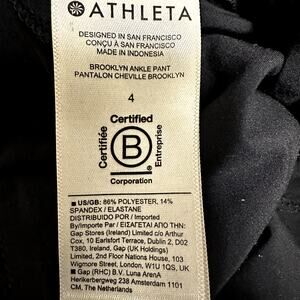 ATHLETA
DESIGNED IN SAN FRANCISCO
CONÇU À SAN FRANCISCO
MADE IN INDONESIA
BROOKLYN ANKLE PANT
PANTALON CHEVILLE BROOKLYN
4
Certified
Certifiée
B
Entreprise
Corporation
■ US/GB: 86% POLYESTER, 14%
SPANDEX / ELASTANE
DISTRIBUIDO POR / Imported
By/Importe Par / ΕΙΣΑΓΕΤΑΙ ΑΠΟ ΤΗΝ:
Gap Stores (Ireland) Limited c/o Arthur
Cox, 10 Earlsfort Terrace, Dublin 2, D02
T380, Ireland, Gap (UK Holdings)
Limited, 2nd Floor Nations House, 103
Wigmore Street, London, W1U 1QS, UK
■ Gap (RHC) B.V. Luna ArenA
Herikerbergweg 238 Amsterdam 1101
CM, The Netherlands